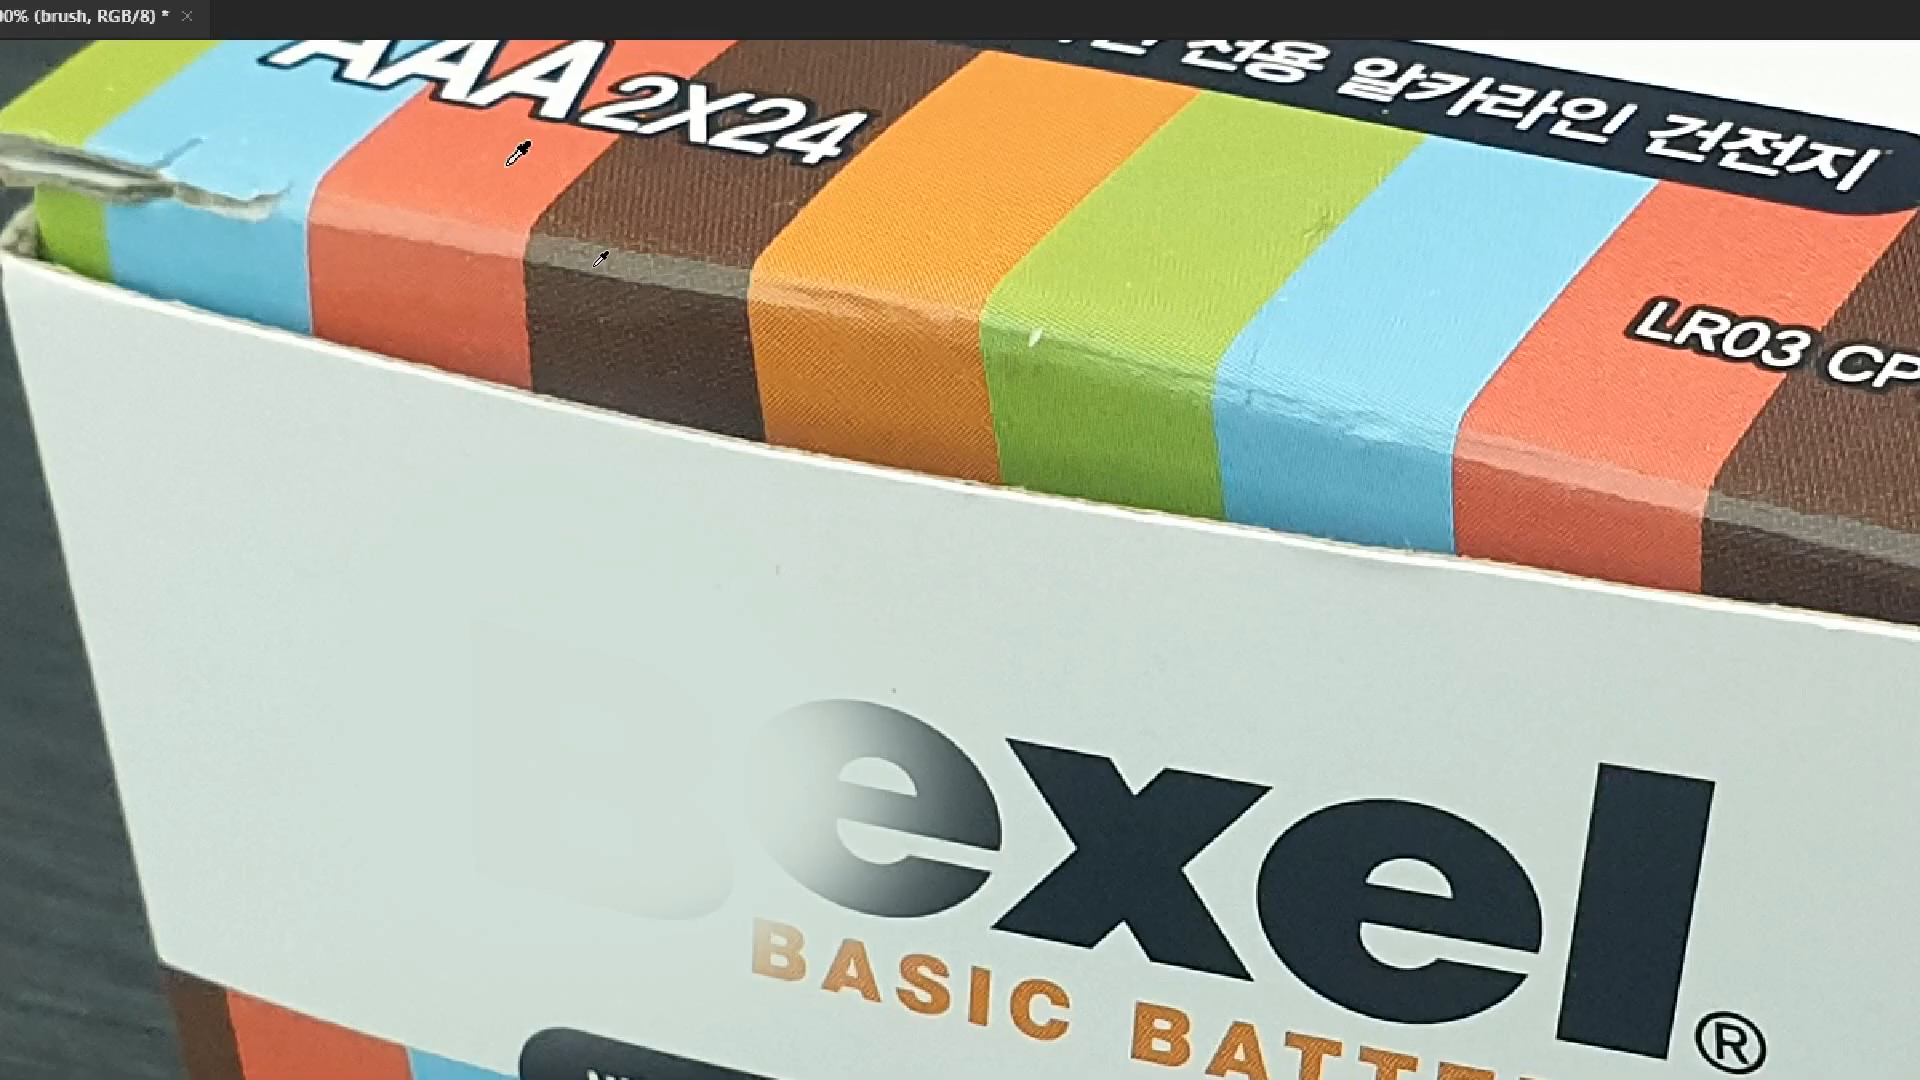 0% (brush, RGB/8) *
AAA 2X24
전용 알카라인 건전지
LR03 CP
exel®
BASIC BATTE